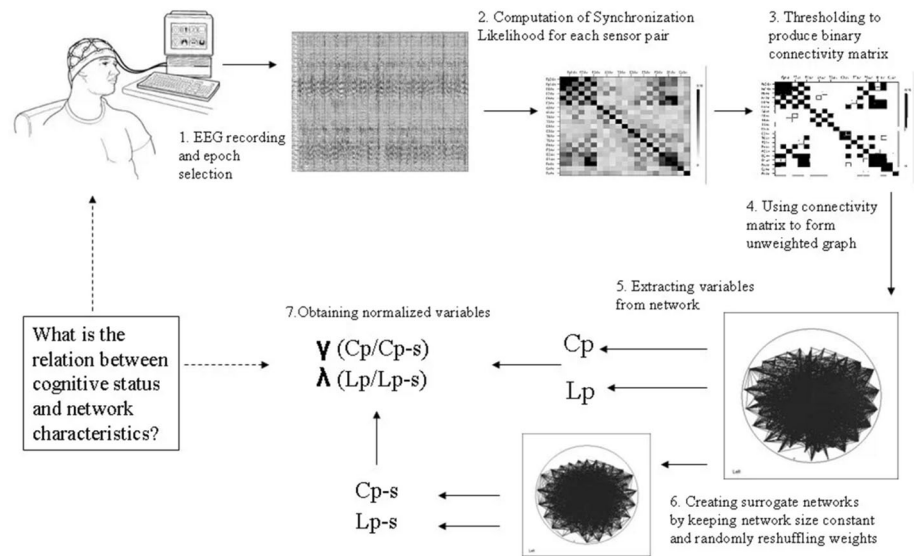 1. EEG recording
and epoch
selection
2. Computation of Synchronization
Likelihood for each sensor pair
3. Thresholding to
produce binary
connectivity matrix
4. Using connectivity
matrix to form
unweighted graph
5. Extracting variables
from network
Cp
Lp
Left
6. Creating surrogate networks
by keeping network size constant
and randomly reshuffling weights
Left
Cp-s
Lp-s
7.Obtaining normalized variables
γ (Cp/Cp-s)
λ (Lp/Lp-s)
What is the
relation between
cognitive status
and network
characteristics?